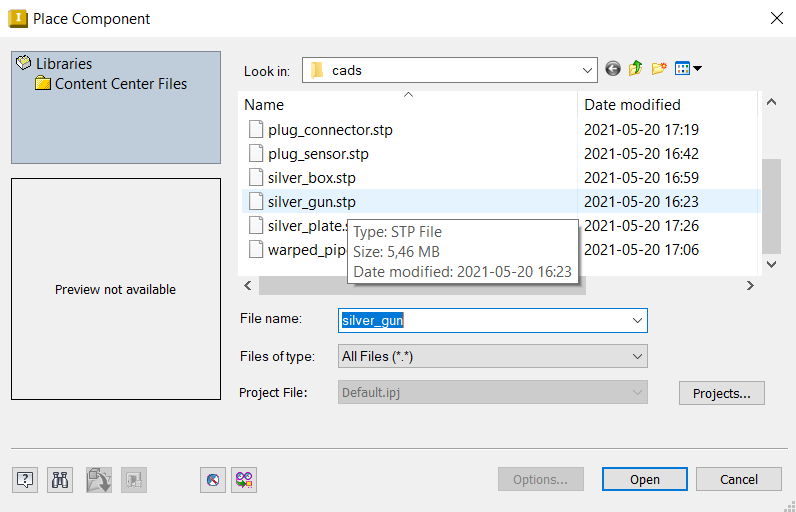 Place Component
Libraries
Content Center Files
Look in: cads
Name Date modified
plug_connector.stp 2021-05-20 17:19
plug_sensor.stp 2021-05-20 16:42
silver_box.stp 2021-05-20 16:59
silver_gun.stp 2021-05-20 16:23
silver_plate.s 2021-05-20 17:26
warped_pip 2021-05-20 17:06
Type: STP File
Size: 5,46 MB
Date modified: 2021-05-20 16:23
Preview not available
File name: silver_gun
Files of type: All Files (*.*)
Project File: Default.ipj
Projects...
Options... Open Cancel